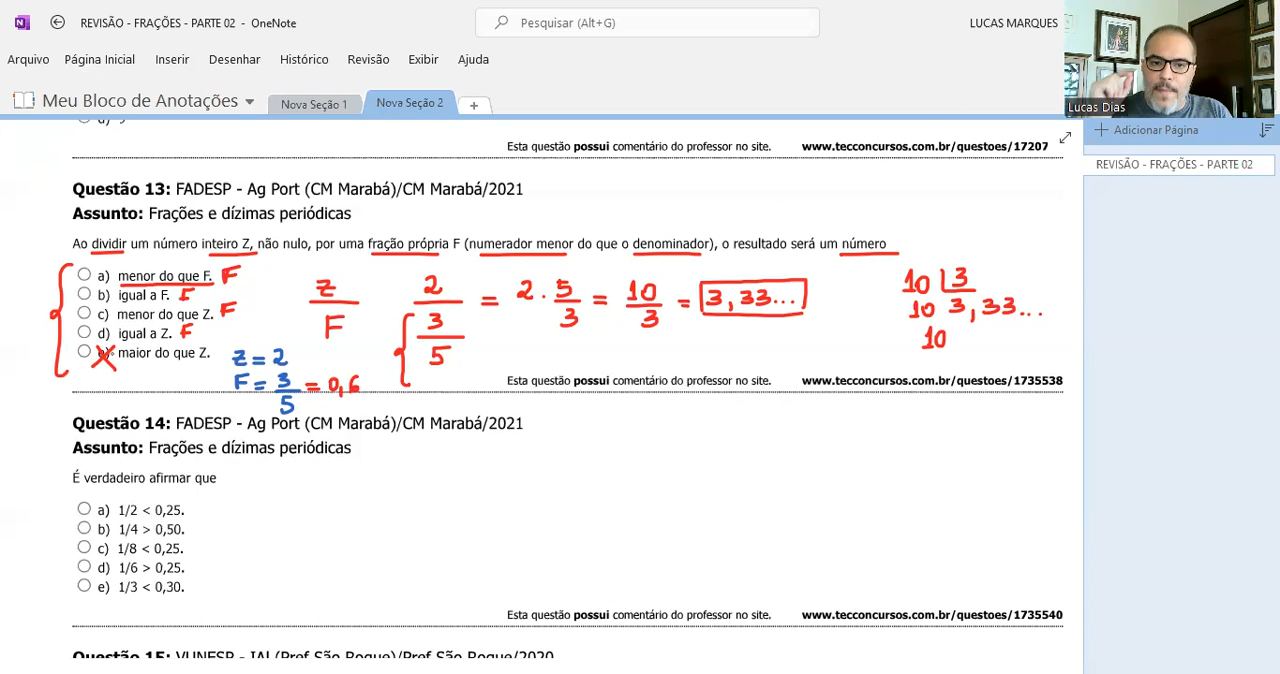 REVISÃO - FRAÇÕES - PARTE 02 - OneNote
Pesquisar (Alt+G)
LUCAS MARQUES
Arquivo Página Inicial Inserir Desenhar Histórico Revisão Exibir Ajuda
Lucas Dias
Meu Bloco de Anotações
Nova Seção 1
Nova Seção 2
+
Adicionar Página
REVISÃO - FRAÇÕES - PARTE 02
Esta questão possui comentário do professor no site. www.tecconcursos.com.br/questoes/17207
Questão 13: FADESP - Ag Port (CM Marabá)/CM Marabá/2021
Assunto: Frações e dízimas periódicas
Ao dividir um número inteiro Z, não nulo, por uma fração própria F (numerador menor do que o denominador), o resultado será um número
a) menor do que F. F
b) igual a F. F
c) menor do que Z. F
d) igual a Z. F
e) maior do que Z.
Z/F
2/(3/5) = 2 . 5/3 = 10/3 = 3,33...
10 3
10 3,33...
10
Z = 2
F = 3/5 = 0,6
Esta questão possui comentário do professor no site. www.tecconcursos.com.br/questoes/1735538
Questão 14: FADESP - Ag Port (CM Marabá)/CM Marabá/2021
Assunto: Frações e dízimas periódicas
É verdadeiro afirmar que
a) 1/2 < 0,25.
b) 1/4 > 0,50.
c) 1/8 < 0,25.
d) 1/6 > 0,25.
e) 1/3 < 0,30.
Esta questão possui comentário do professor no site. www.tecconcursos.com.br/questoes/1735540
Questão 15: VUNESP